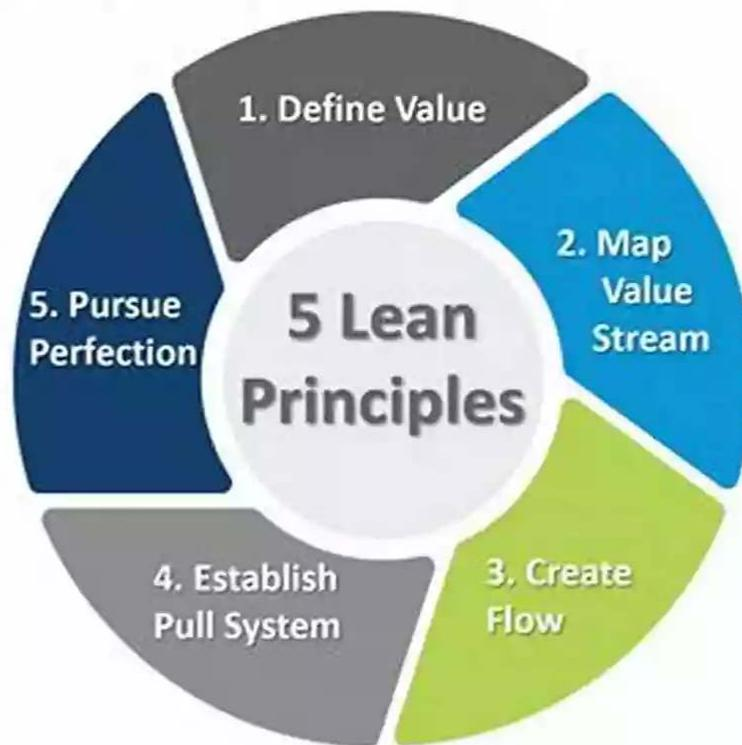 1. Define Value
2. Map
Value
Stream
3. Create
Flow
4. Establish
Pull System
5. Pursue
Perfection
5 Lean
Principles